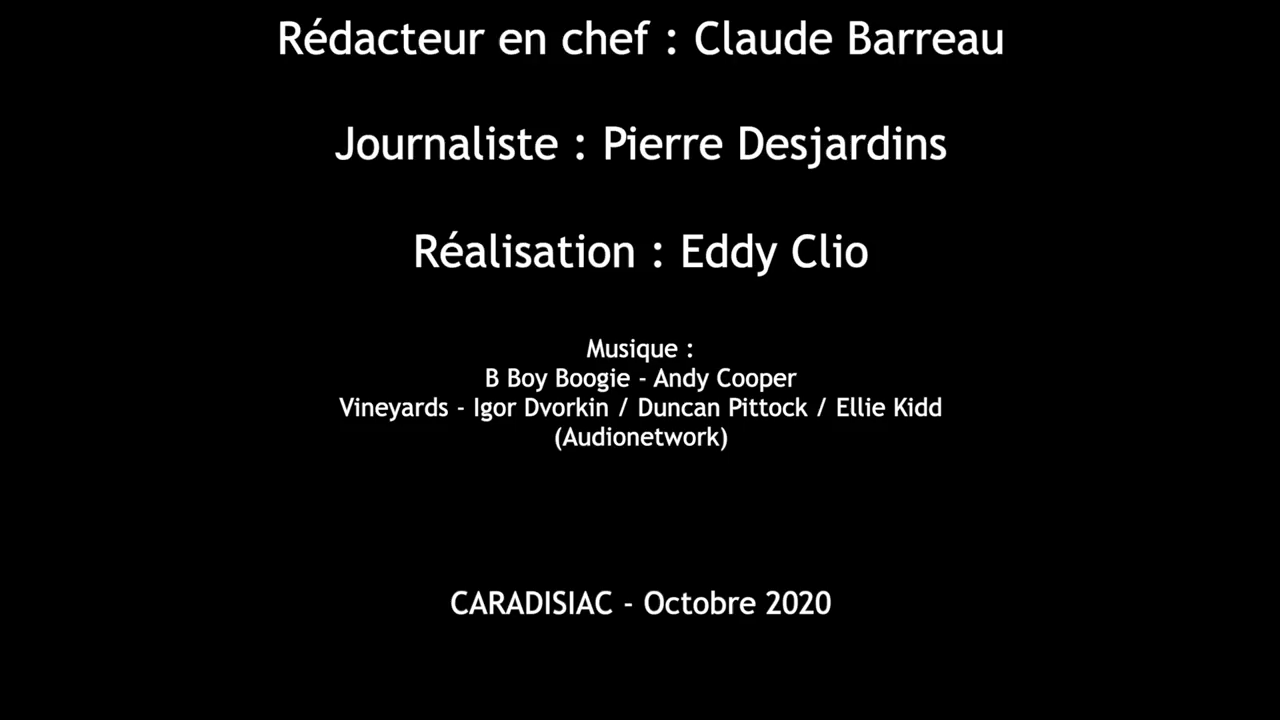 Rédacteur en chef : Claude Barreau
Journaliste : Pierre Desjardins
Réalisation : Eddy Clio
Musique :
B Boy Boogie - Andy Cooper
Vineyards - Igor Dvorkin / Duncan Pittock / Ellie Kidd
(Audionetwork)
CARADISIAC - Octobre 2020